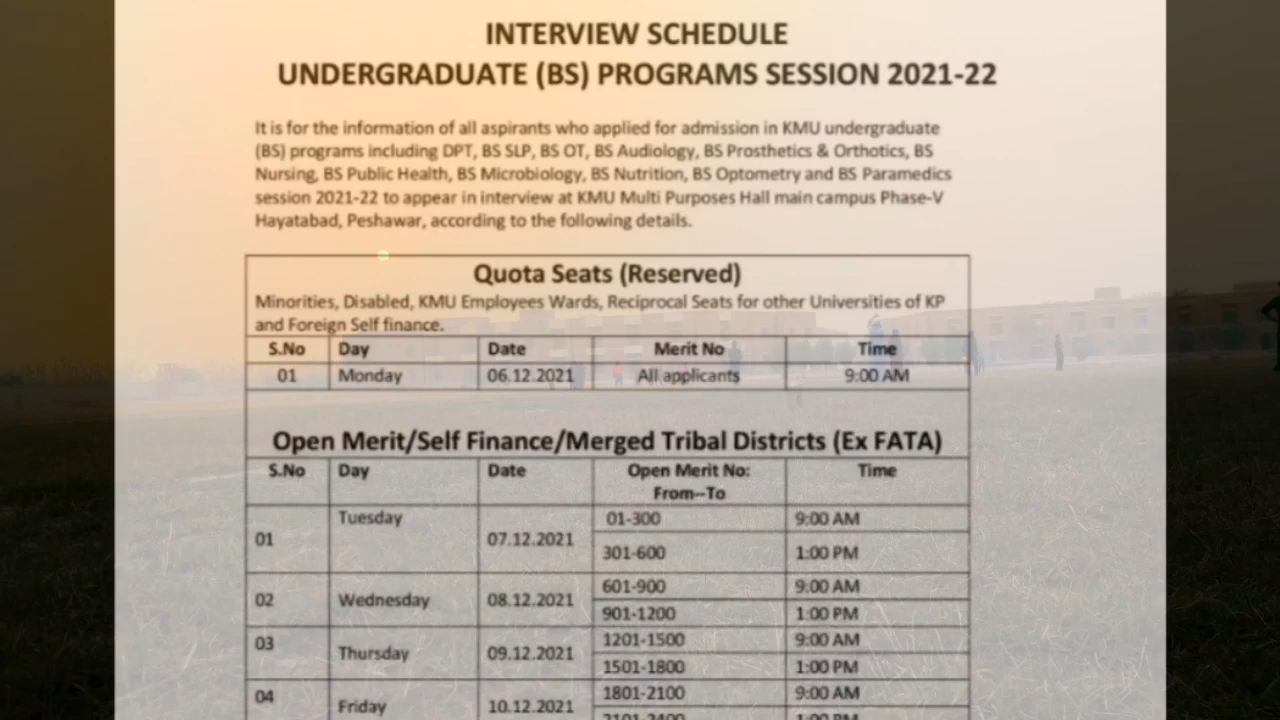 INTERVIEW SCHEDULE
UNDERGRADUATE (BS) PROGRAMS SESSION 2021-22
It is for the information of all aspirants who applied for admission in KMU undergraduate
(BS) programs including DPT, BS SLP, BS OT, BS Audiology, BS Prosthetics & Orthotics, BS
Nursing, BS Public Health, BS Microbiology, BS Nutrition, BS Optometry and BS Paramedics
session 2021-22 to appear in interview at KMU Multi Purposes Hall main campus Phase-V
Hayatabad, Peshawar, according to the following details.
Quota Seats (Reserved)
Minorities, Disabled, KMU Employees Wards, Reciprocal Seats for other Universities of KP
and Foreign Self finance.
S.No Day Date Merit No Time
01 Monday 06.12.2021 All applicants 9:00 AM
Open Merit/Self Finance/Merged Tribal Districts (Ex FATA)
S.No Day Date Open Merit No: Time
From--To
Tuesday 01-300 9:00 AM
01 07.12.2021
301-600 1:00 PM
601-900 9:00 AM
02 Wednesday 08.12.2021
901-1200 1:00 PM
03 1201-1500 9:00 AM
Thursday 09.12.2021
1501-1800 1:00 PM
04 1801-2100 9:00 AM
Friday 10.12.2021
2101-2400 1:00 PM